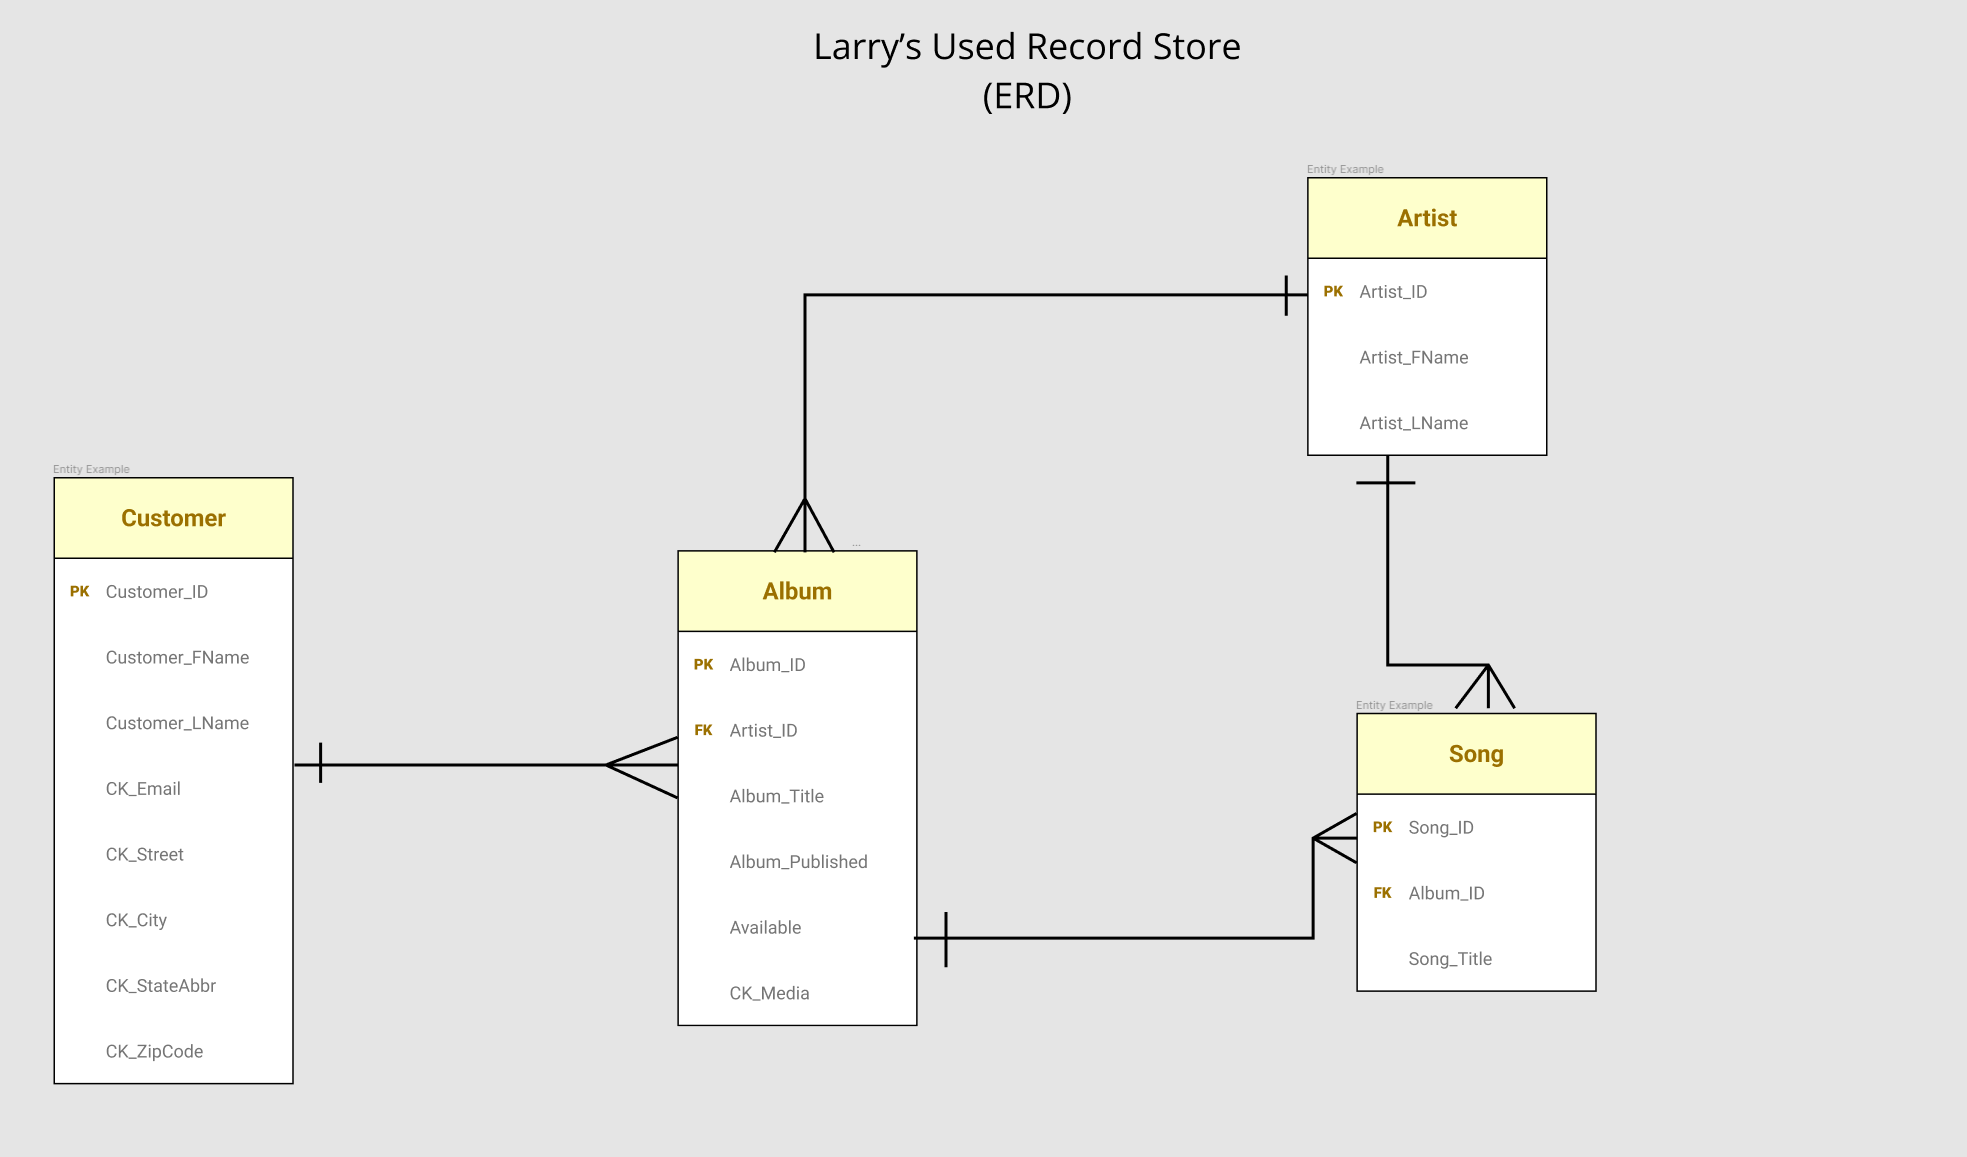 Larry’s Used Record Store
(ERD)
Entity Example
Artist
PK Artist_ID
Artist_FName
Artist_LName
Entity Example
Customer
PK Customer_ID
Customer_FName
Customer_LName
CK_Email
CK_Street
CK_City
CK_StateAbbr
CK_ZipCode
...
Album
PK Album_ID
FK Artist_ID
Album_Title
Album_Published
Available
CK_Media
Entity Example
Song
PK Song_ID
FK Album_ID
Song_Title